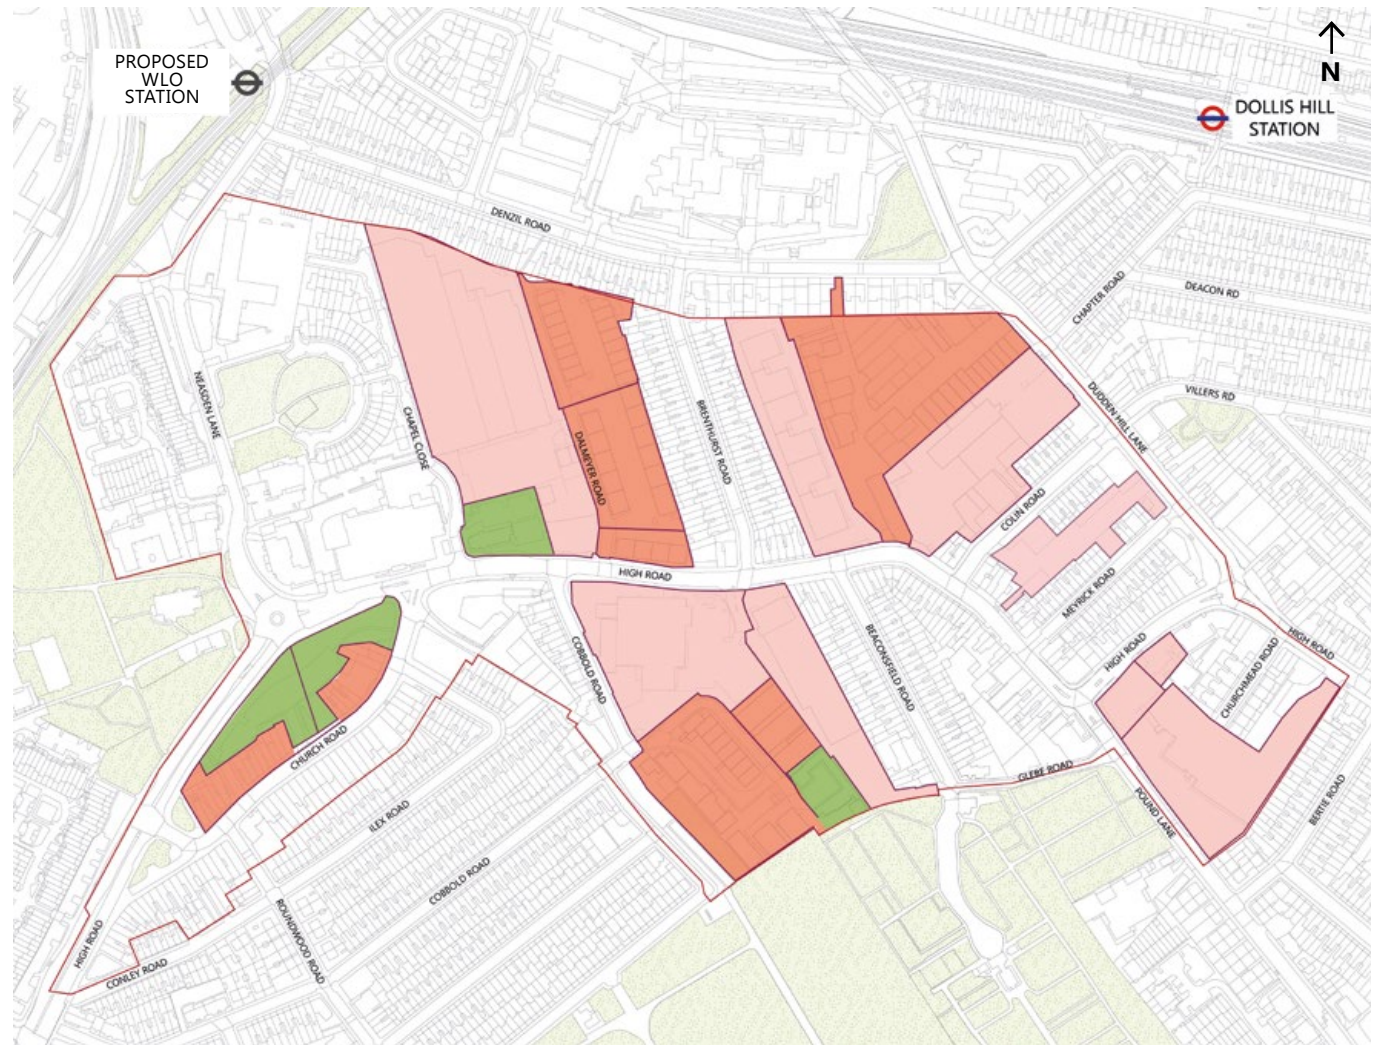 PROPOSED
WLO
STATION
N
DOLLIS HILL
STATION
DENZIL ROAD
CHAPTER ROAD
DEACON RD
VILLERS RD
NEASDEN LANE
CHAPEL CLOSE
DALMEYER ROAD
BRENTHURST ROAD
DUDDEN HILL LANE
COLIN ROAD
MEYRICK ROAD
HIGH ROAD
COBBOLD ROAD
BEACONSFIELD ROAD
HIGH ROAD
CHURCHMEAD ROAD
HIGH ROAD
CHURCH ROAD
GLEBE ROAD
POUND LANE
BERTIE ROAD
ILEX ROAD
COBBOLD ROAD
ROUNDWOOD ROAD
HIGH ROAD
CONLEY ROAD